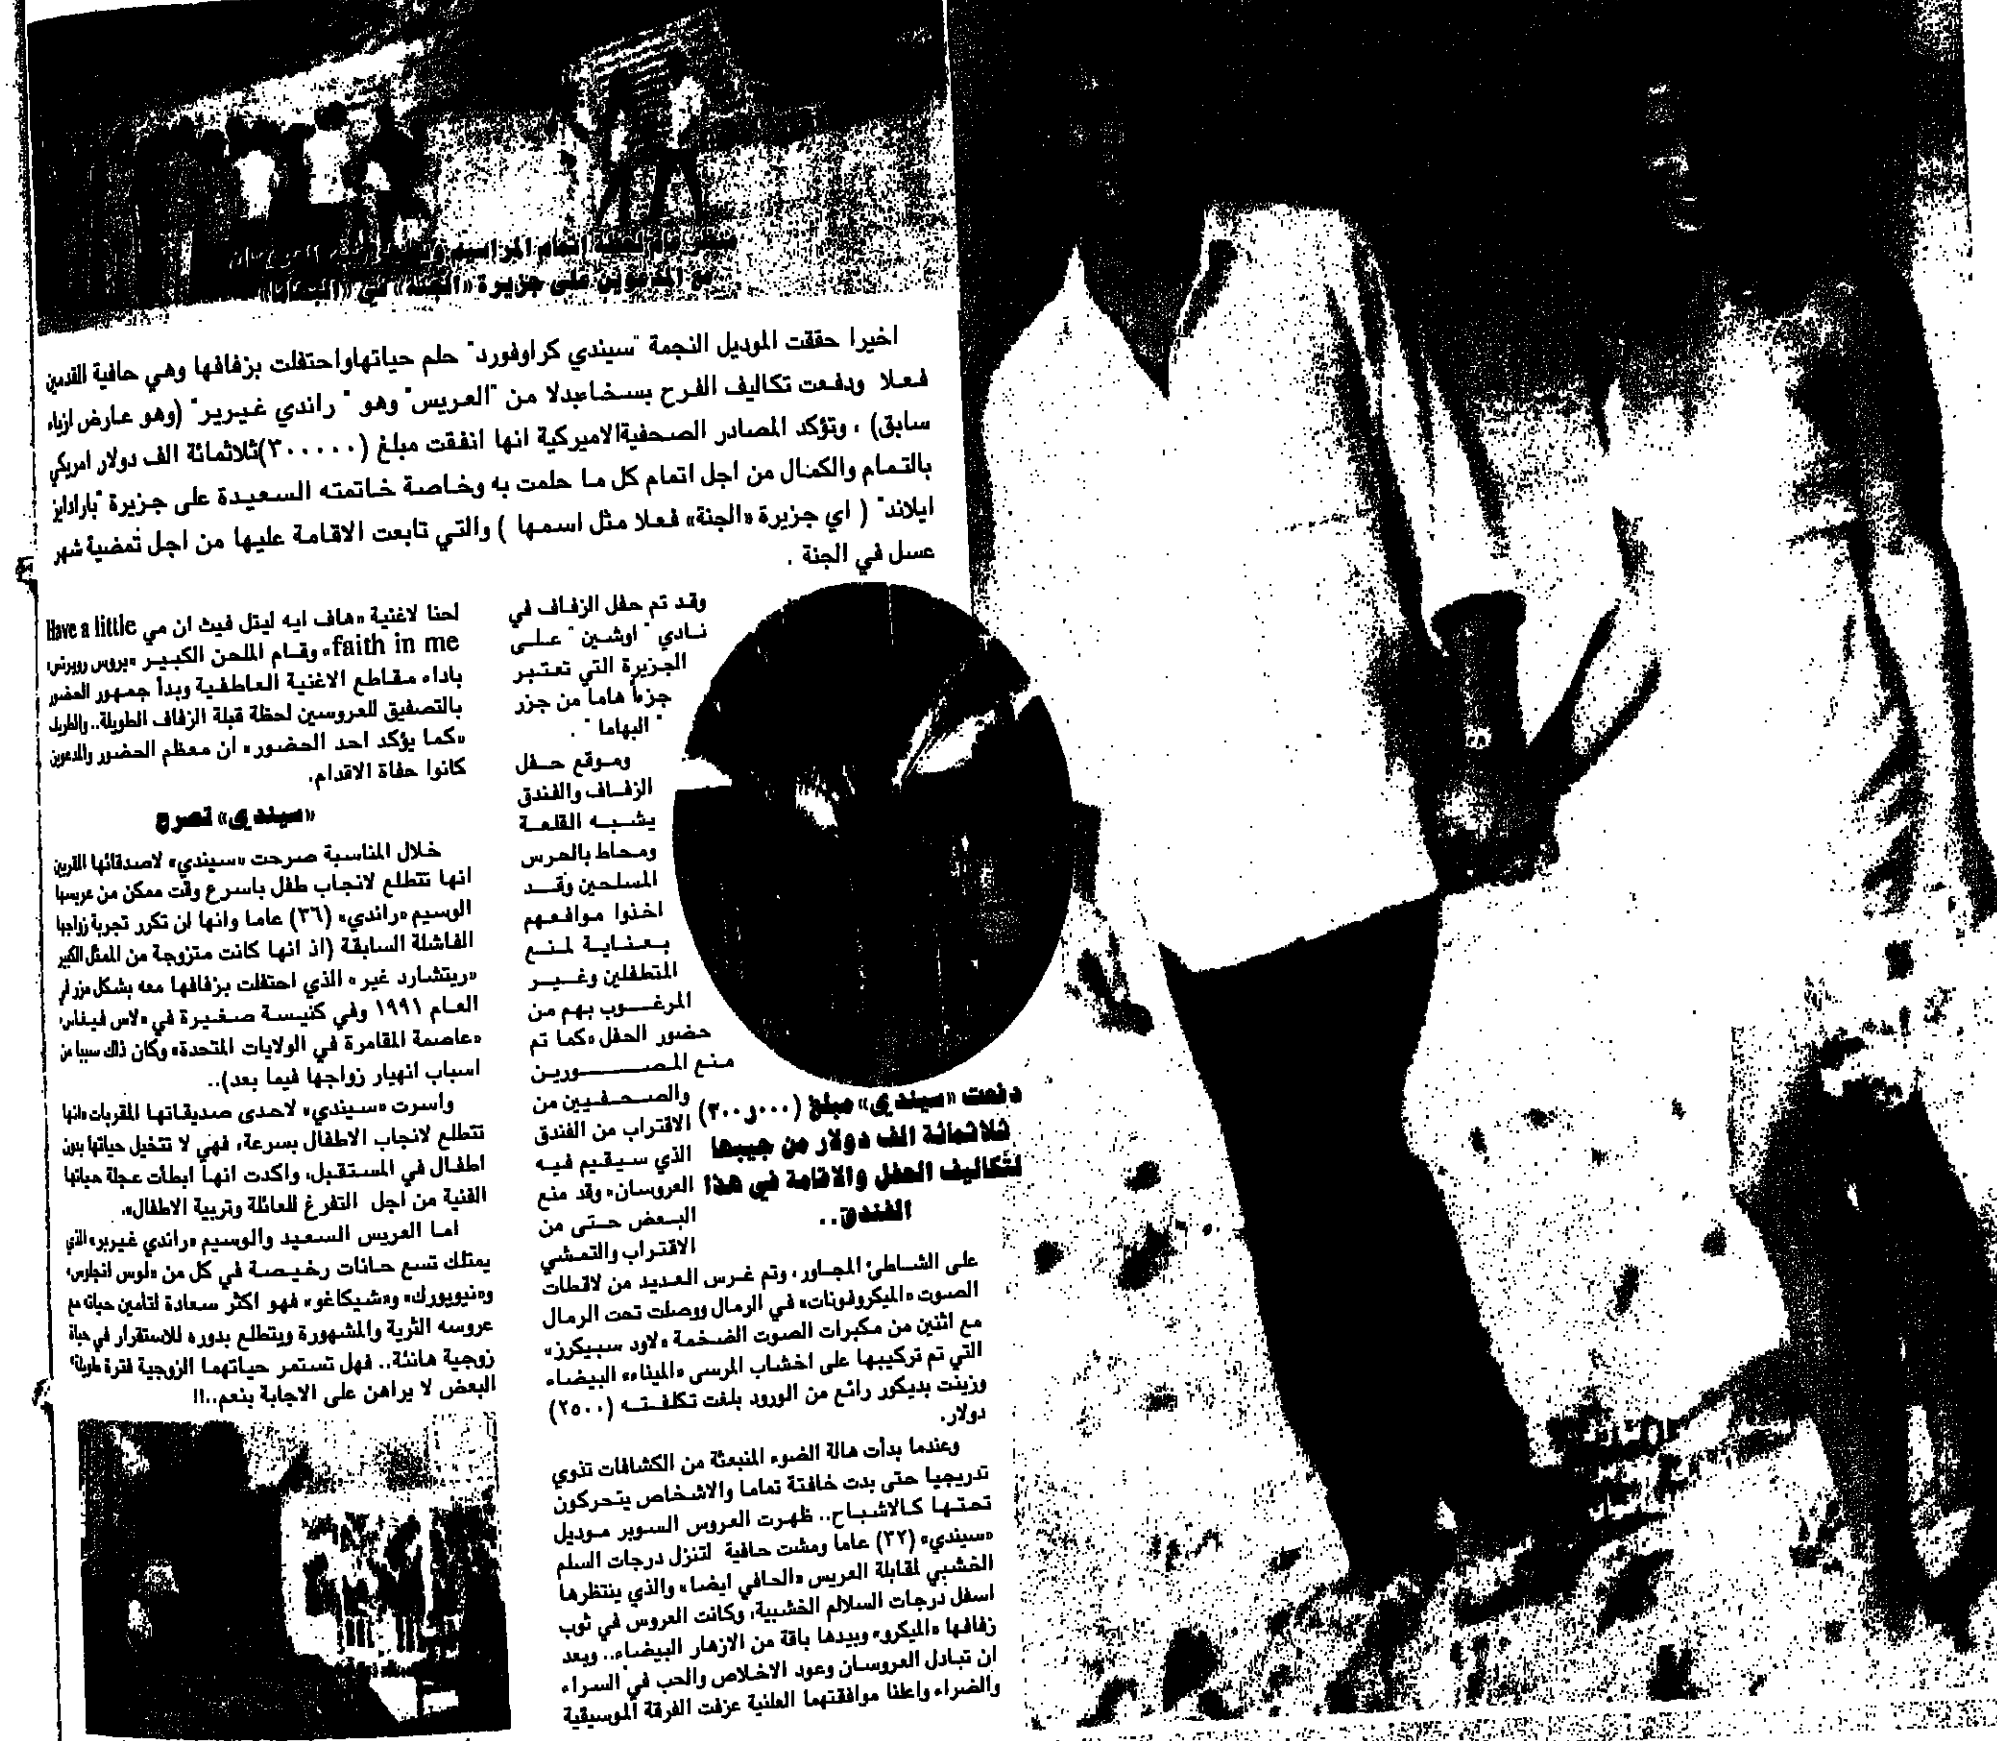 اتمام المراسيم
مع المدعوين على جزيرة «الجنة» في «البهاما»
اخيرا حققت الموديل النجمة "سيندي كراوفورد" حلم حياتهاواحتفلت بزفافها وهي حافية القدمين
فعلا ودفعت تكاليف الفرح بسخاءبدلا من "العريس" وهو " راندي غيربر" (وهو عارض ازياء
سابق) ، وتؤكد المصادر الصحفيةالاميركية انها انفقت مبلغ (٣٠٠٠٠٠)ثلاثمائة الف دولار امريكي
بالتمام والكمال من اجل اتمام كل ما حلمت به وخاصة خاتمته السعيدة على جزيرة "بارادايز
ايلاند" ( اي جزيرة «الجنة» فعلا مثل اسمها ) والتي تابعت الاقامة عليها من اجل تمضية شهر
عسل في الجنة .
وقد تم حفل الزفاف في
نادي " اوشين " على
الجزيرة التي تعتبر
جزءاً هاماً من جزر
" البهاما " .
وموقع حفل
الزفاف والفندق
يشبه القلعة
ومحاط بالحرس
المسلحين وقد
اخذوا مواقعهم
بعناية لمنع
المتطفلين وغير
المرغوب بهم من
حضور الحفل «كما تم
منع المصورين
والصحفيين من
الاقتراب من الفندق
الذي سيقيم فيه
العروسان» وقد منع
البعض حتى من
الاقتراب والتمشي
على الشاطئ المجاور، وتم غرس العديد من لاقطات
الصوت «الميكروفونات» في الرمال ووصلت تحت الرمال
مع اثنين من مكبرات الصوت الضخمة «لاود سبيكرز»
التي تم تركيبها على اخشاب المرسى «الميناء» البيضاء
وزينت بديكور رائع من الورود بلغت تكلفته (٢٥٠٠)
دولار.
وعندما بدأت هالة الضوء المنبعثة من الكشافات تذوي
تدريجيا حتى بدت خافتة تماما والاشخاص يتحركون
تحتها كالاشباح.. ظهرت العروس السوبر موديل
«سيندي» (٣٢) عاما ومشت حافية لتنزل درجات السلم
الخشبي لمقابلة العريس «الحافي ايضا» والذي ينتظرها
اسفل درجات السلالم الخشبية، وكانت العروس في ثوب
زفافها «الميكرو» وبيدها باقة من الازهار البيضاء.. وبعد
ان تبادل العروسان وعود الاخلاص والحب في السراء
والضراء واعلنا موافقتهما العلنية عزفت الفرقة الموسيقية
دفعت «سيندي» مبلغ (٣٠٠ر٠٠٠)
ثلاثمائة الف دولار من جيبها
لتكاليف الحفل والاقامة في هذا
الفندق..
لحنا لاغنية «هاف ايه ليتل فيث ان مي Have a little
faith in me» وقام الملحن الكبير «بروس روبرتس»
باداء مقاطع الاغنية العاطفية وبدأ جمهور الحضور
بالتصفيق للعروسين لحظة قبلة الزفاف الطويلة.. والطريف
«كما يؤكد احد الحضور» ان معظم الحضور والمدعوين
كانوا حفاة الاقدام.
«سيندي» تصرح
خلال المناسبة صرحت «سيندي» لاصدقائها المقربين
انها تتطلع لانجاب طفل باسرع وقت ممكن من عريسها
الوسيم «راندي» (٣٦) عاما وانها لن تكرر تجربة زواجها
الفاشلة السابقة (اذ انها كانت متزوجة من الممثل الكبير
«ريتشارد غير» الذي احتفلت بزفافها معه بشكل مزر في
العام ١٩٩١ وفي كنيسة صغيرة في «لاس فيغاس»
«عاصمة المقامرة في الولايات المتحدة» وكان ذلك سببا من
اسباب انهيار زواجها فيما بعد)..
واسرت «سيندي» لاحدى صديقاتها المقربات «انها
تتطلع لانجاب الاطفال بسرعة، فهي لا تتخيل حياتها بدون
اطفال في المستقبل، واكدت انها ابطأت عجلة حياتها
الفنية من اجل التفرغ للعائلة وتربية الاطفال».
اما العريس السعيد والوسيم «راندي غيربر» الذي
يمتلك تسع حانات رخيصة في كل من «لوس انجلوس»
و«نيويورك» و«شيكاغو» فهو اكثر سعادة لتأمين حياته مع
عروسه الثرية والمشهورة ويتطلع بدوره للاستقرار في حياة
زوجية هانئة.. فهل تستمر حياتهما الزوجية فترة طويلة؟
البعض لا يراهن على الاجابة بنعم..!!